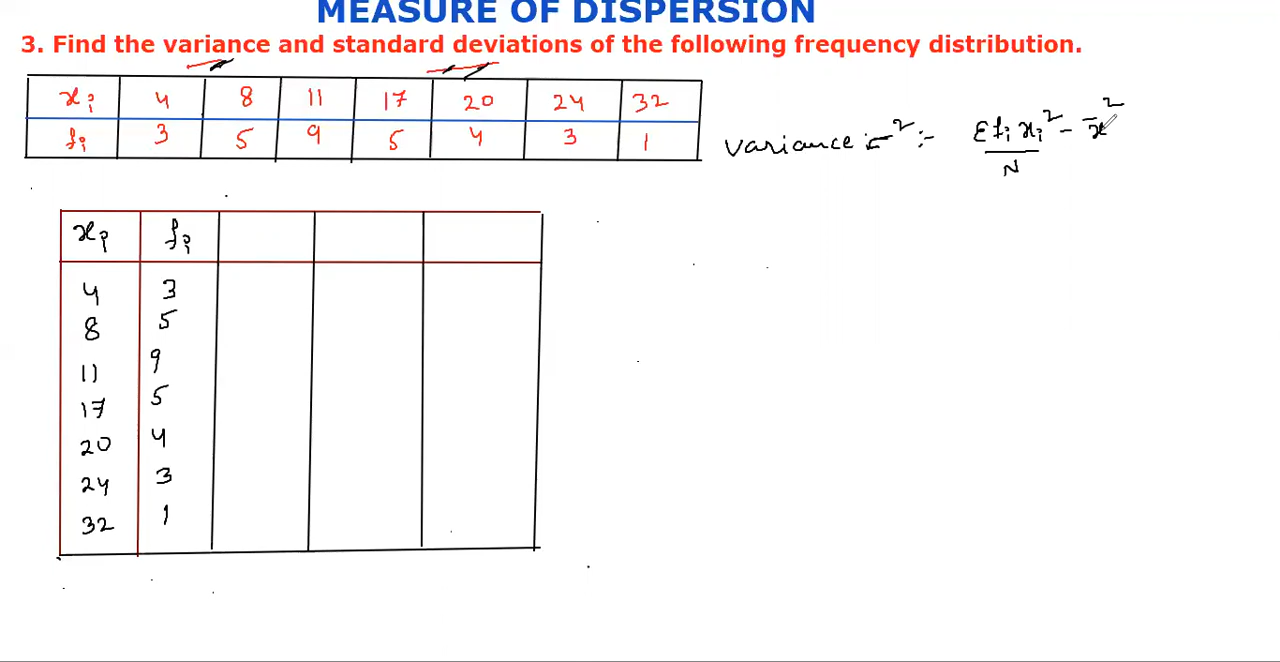 MEASURE OF DISPERSION
3. Find the variance and standard deviations of the following frequency distribution.
xi 4 8 11 17 20 24 32
fi 3 5 9 5 4 3 1
variance σ² :- Σfi xi² - x̄²
N
xi fi
4 3
8 5
11 9
17 5
20 4
24 3
32 1